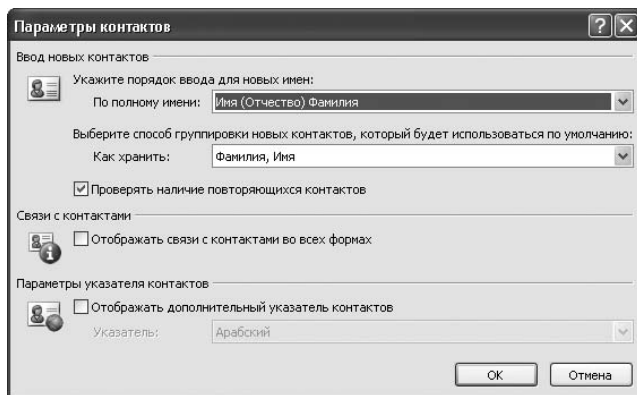 Параметры контактов
Ввод новых контактов
Укажите порядок ввода для новых имен:
По полному имени: Имя (Отчество) Фамилия
Выберите способ группировки новых контактов, который будет использоваться по умолчанию:
Как хранить: Фамилия, Имя
Проверять наличие повторяющихся контактов
Связи с контактами
Отображать связи с контактами во всех формах
Параметры указателя контактов
Отображать дополнительный указатель контактов
Указатель: Арабский
ОК Отмена